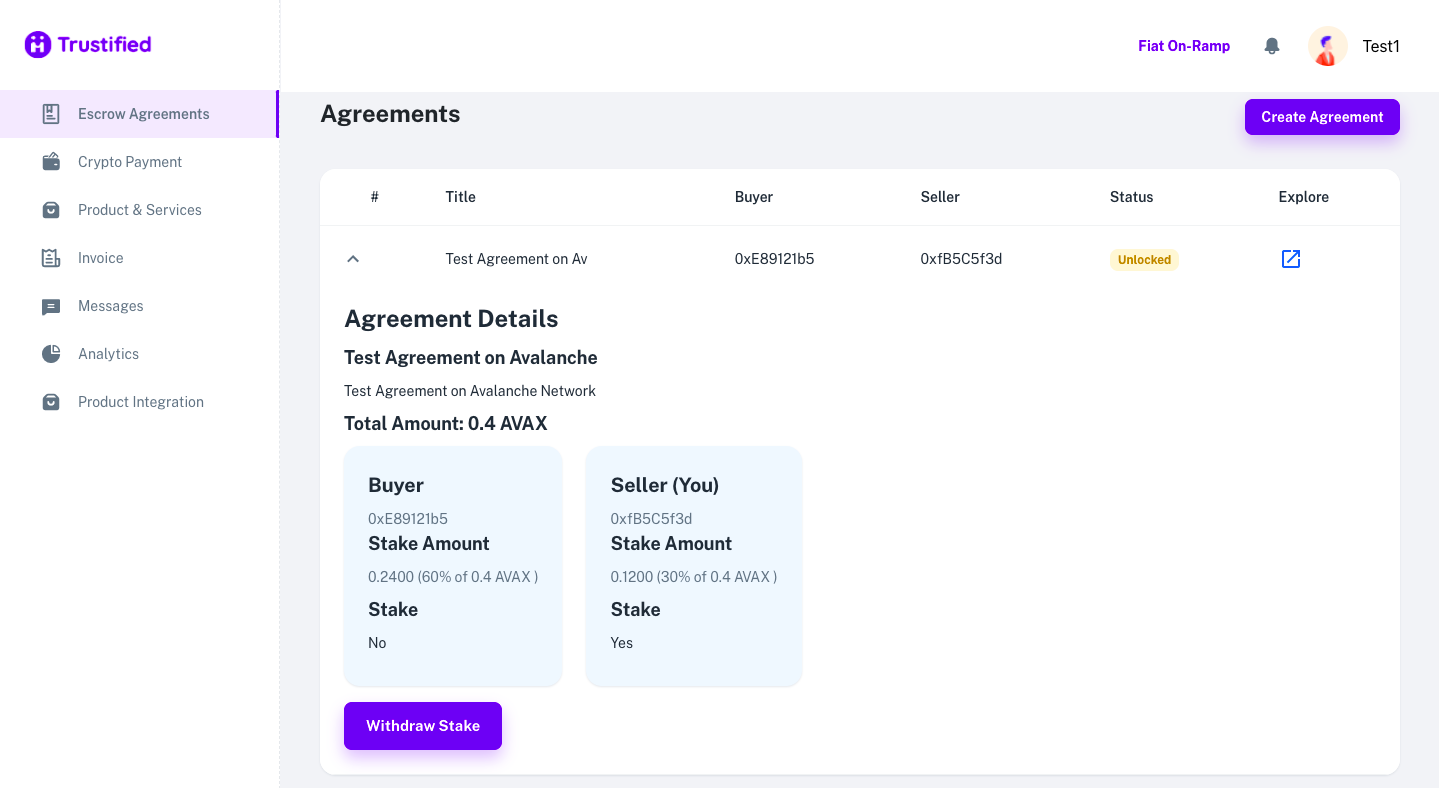 Trustified
Fiat On-Ramp
Test1
Escrow Agreements
Crypto Payment
Product & Services
Invoice
Messages
Analytics
Product Integration
Agreements
Create Agreement
# Title Buyer Seller Status Explore
Test Agreement on Av 0xE89121b5 0xfB5C5f3d Unlocked
Agreement Details
Test Agreement on Avalanche
Test Agreement on Avalanche Network
Total Amount: 0.4 AVAX
Buyer
0xE89121b5
Stake Amount
0.2400 (60% of 0.4 AVAX )
Stake
No
Seller (You)
0xfB5C5f3d
Stake Amount
0.1200 (30% of 0.4 AVAX )
Stake
Yes
Withdraw Stake